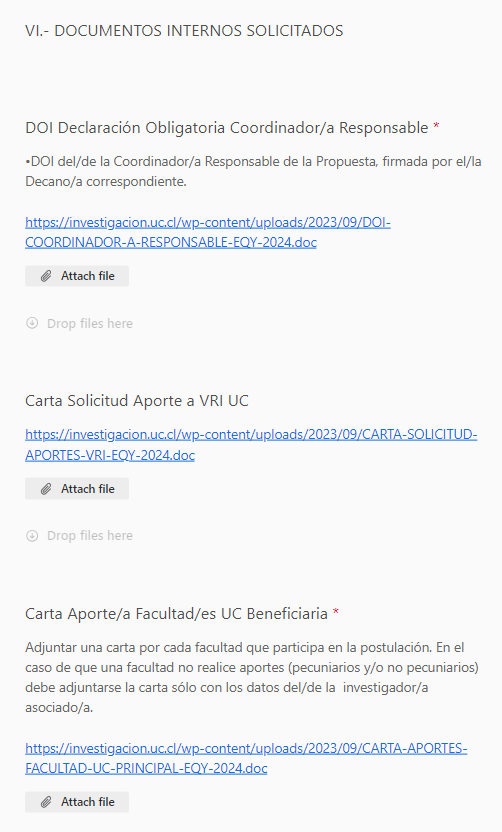 VI.- DOCUMENTOS INTERNOS SOLICITADOS
DOI Declaración Obligatoria Coordinador/a Responsable *
•DOI del/de la Coordinador/a Responsable de la Propuesta, firmada por el/la
Decano/a correspondiente.
https://investigacion.uc.cl/wp-content/uploads/2023/09/DOI-
COORDINADOR-A-RESPONSABLE-EQY-2024.doc
Attach file
Drop files here
Carta Solicitud Aporte a VRI UC
https://investigacion.uc.cl/wp-content/uploads/2023/09/CARTA-SOLICITUD-
APORTES-VRI-EQY-2024.doc
Attach file
Drop files here
Carta Aporte/a Facultad/es UC Beneficiaria *
Adjuntar una carta por cada facultad que participa en la postulación. En el
caso de que una facultad no realice aportes (pecuniarios y/o no pecuniarios)
debe adjuntarse la carta sólo con los datos del/de la  investigador/a
asociado/a.
https://investigacion.uc.cl/wp-content/uploads/2023/09/CARTA-APORTES-
FACULTAD-UC-PRINCIPAL-EQY-2024.doc
Attach file